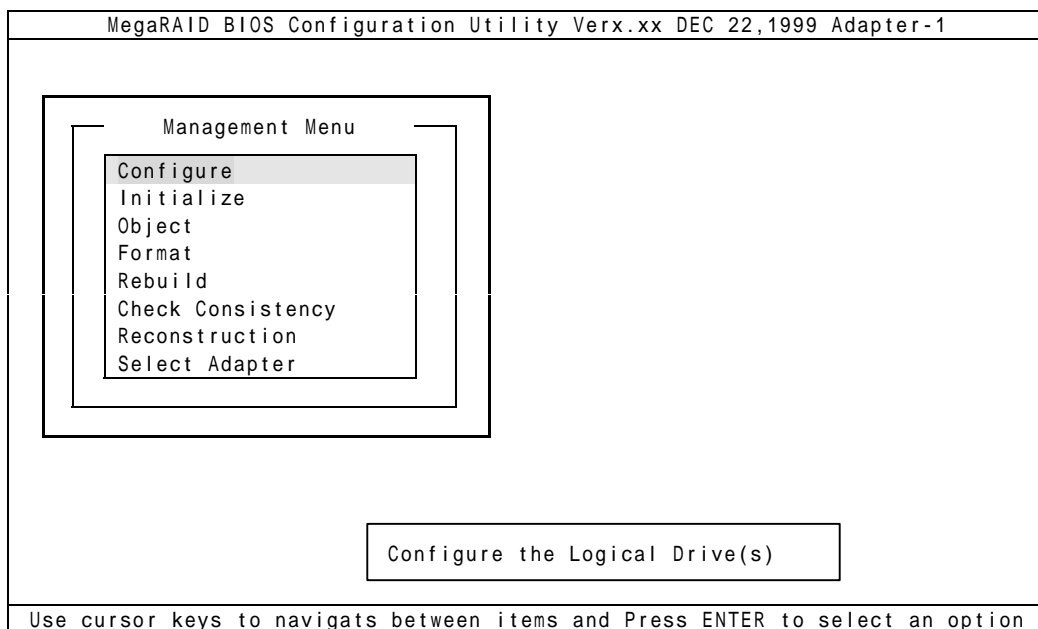 MegaRAID BIOS Configuration Utility Verx.xx DEC 22,1999 Adapter-1
Management Menu
Configure
Initialize
Object
Format
Rebuild
Check Consistency
Reconstruction
Select Adapter
Configure the Logical Drive(s)
Use cursor keys to navigats between items and Press ENTER to select an option